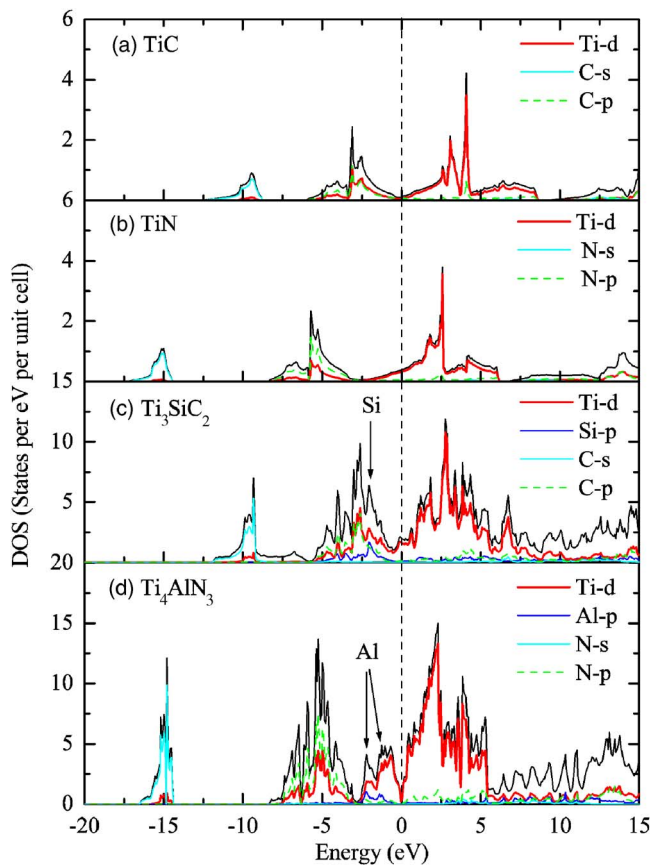 6
(a) TiC
Ti-d
C-s
C-p
4
2
6
(b) TiN
Ti-d
N-s
N-p
4
2
15
(c) Ti₃SiC₂
Si
Ti-d
Si-p
C-s
C-p
10
5
20
(d) Ti₄AlN₃
Al
Ti-d
Al-p
N-s
N-p
15
10
5
0
-20 -15 -10 -5 0 5 10 15
Energy (eV)
DOS (States per eV per unit cell)